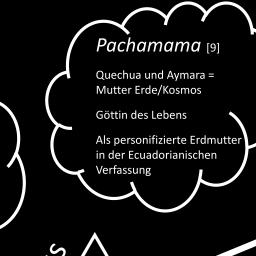 Pachamama [9]
Quechua und Aymara =
Mutter Erde/Kosmos
Göttin des Lebens
Als personifizierte Erdmutter
in der Ecuadorianischen
Verfassung